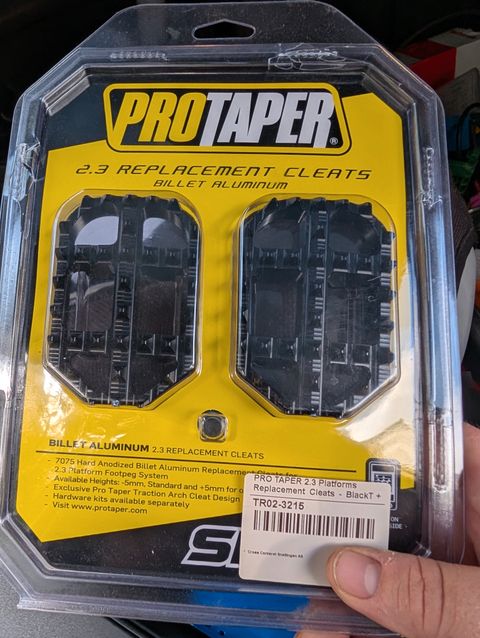 PROTAPER®
2.3 REPLACEMENT CLEATS
BILLET ALUMINUM
BILLET ALUMINUM 2.3 REPLACEMENT CLEATS
- 7075 Hard Anodized Billet Aluminum Replacement Cleats for
2.3 Platform Footpeg System
- Available Heights: -5mm, Standard and +5mm for
- Exclusive Pro Taper Traction Arch Cleat Design
- Hardware kits available separately
- Visit www.protaper.com
PRO TAPER 2.3 Platforms
Replacement Cleats - BlackT +
TR02-3215